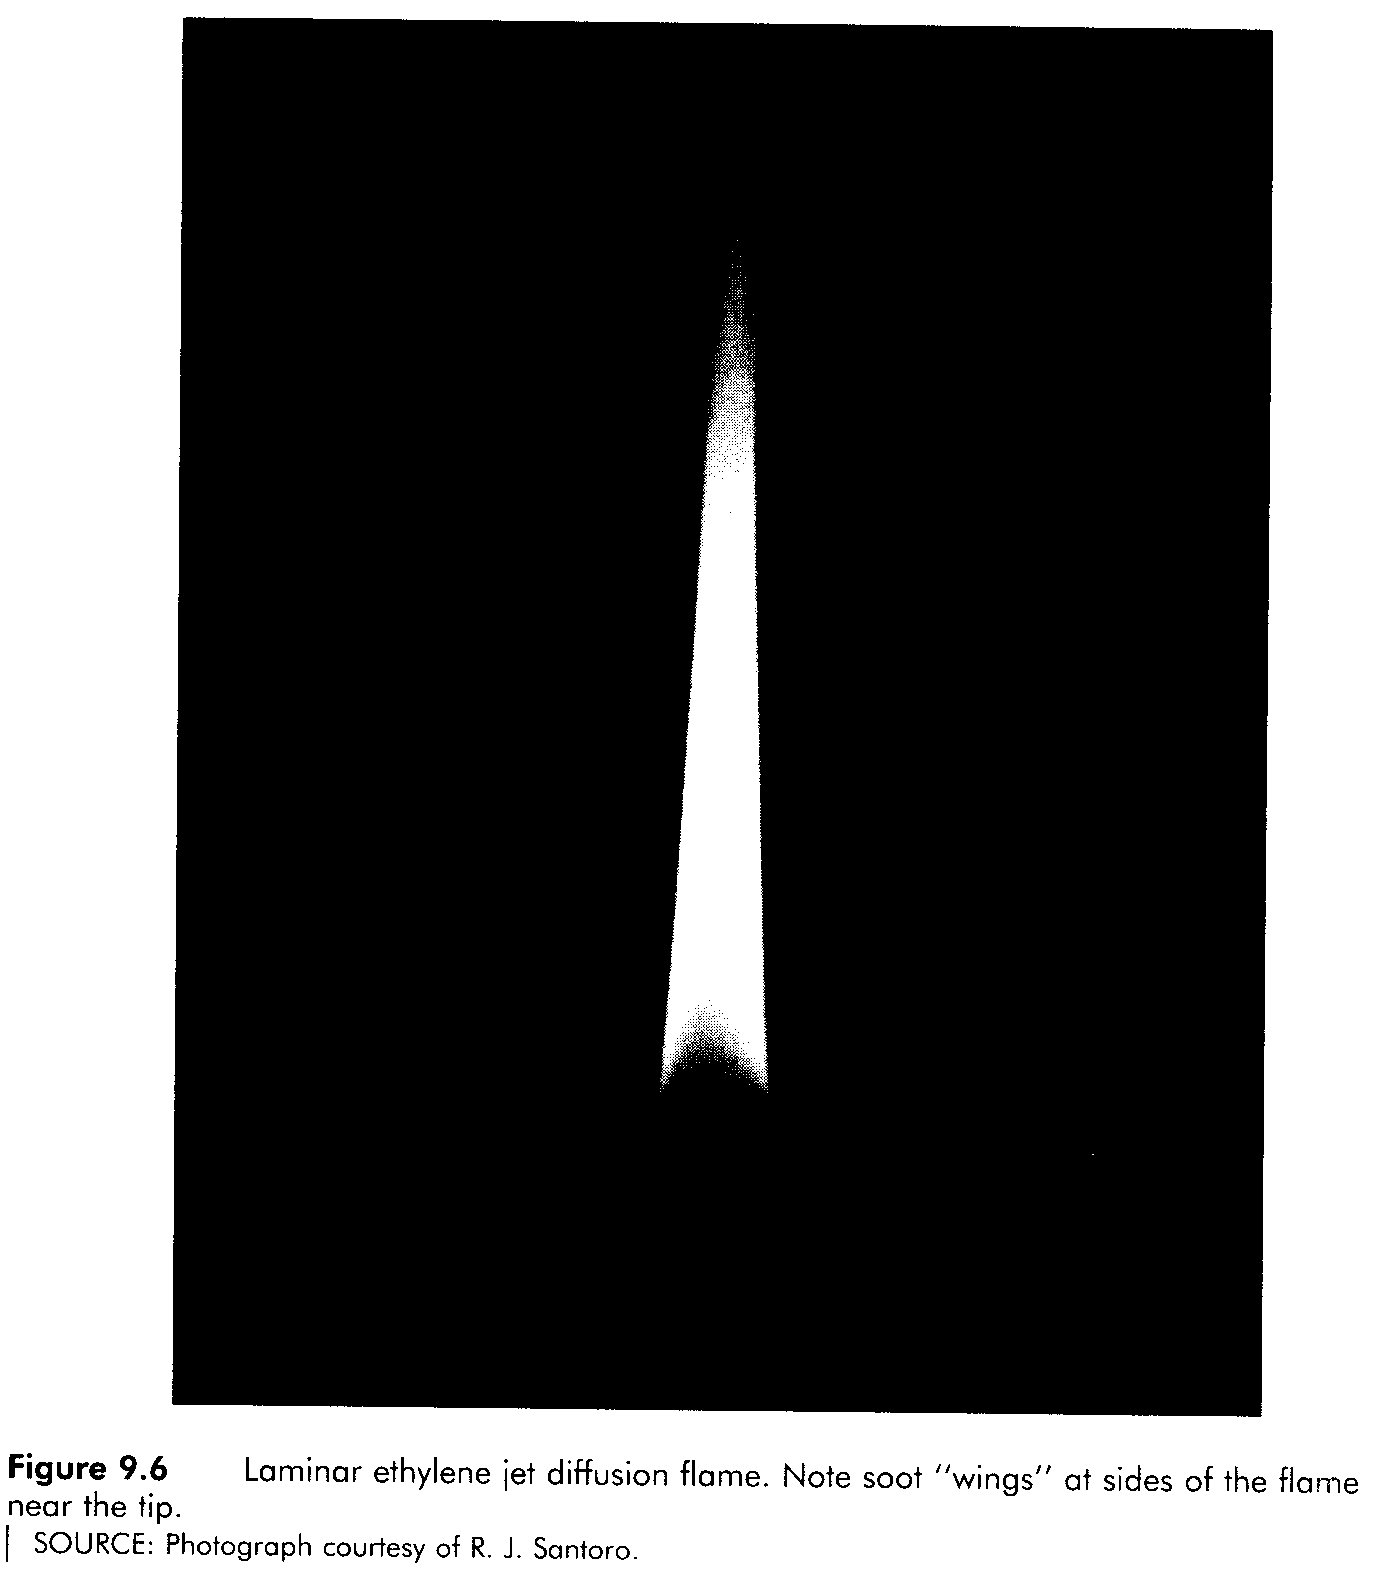 Figure 9.6 Laminar ethylene jet diffusion flame. Note soot "wings" at sides of the flame
near the tip.
SOURCE: Photograph courtesy of R. J. Santoro.